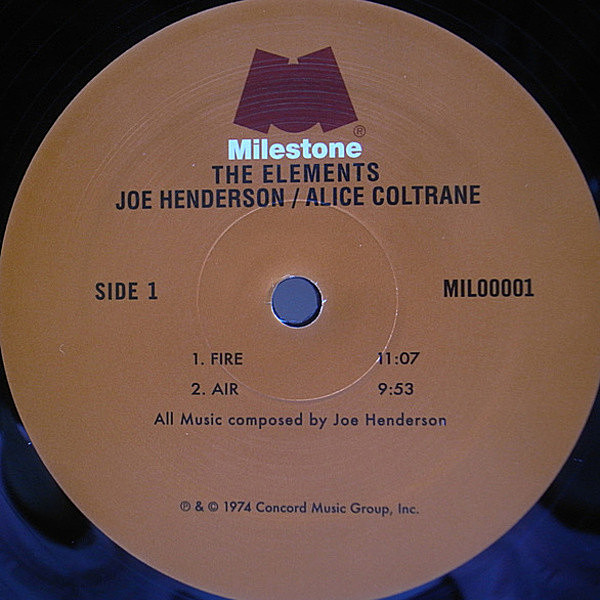 ®
Milestone
THE ELEMENTS
JOE HENDERSON / ALICE COLTRANE
SIDE 1 MIL00001
1. FIRE 11:07
2. AIR 9:53
All Music composed by Joe Henderson
℗ & © 1974 Concord Music Group, Inc.